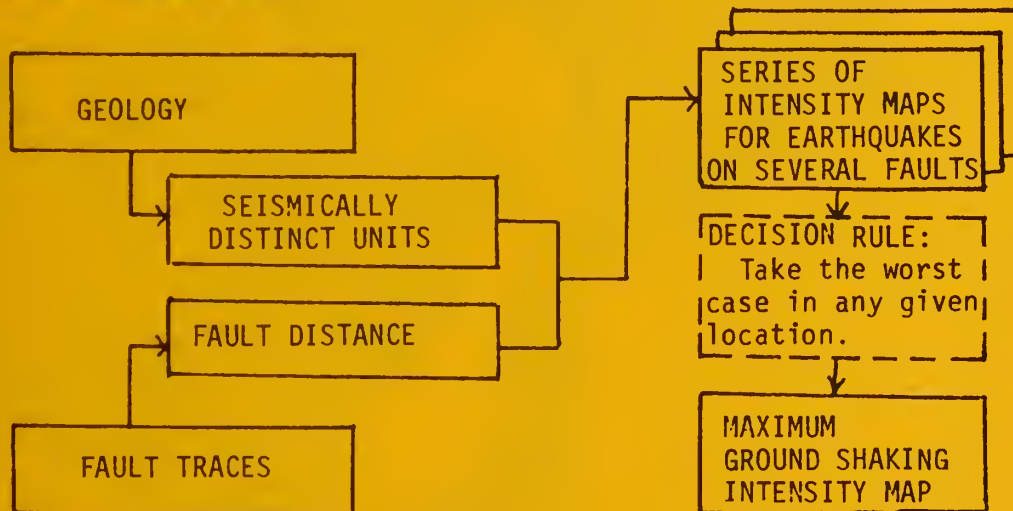 GEOLOGY
SEISMICALLY
DISTINCT UNITS
FAULT DISTANCE
FAULT TRACES
SERIES OF
INTENSITY MAPS
FOR EARTHQUAKES
ON SEVERAL FAULTS
DECISION RULE:
Take the worst
case in any given
location.
MAXIMUM
GROUND SHAKING
INTENSITY MAP